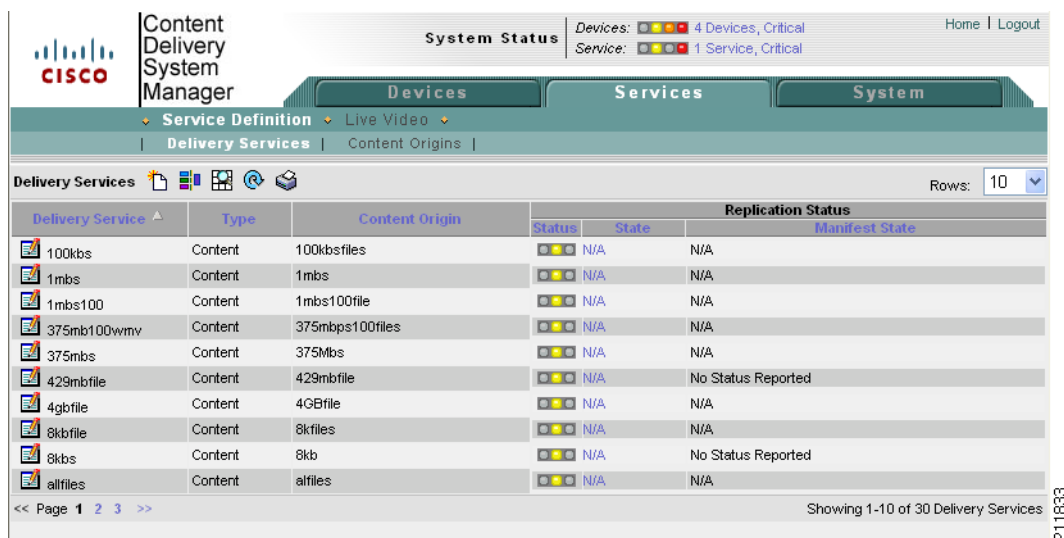 CISCO
Content
Delivery
System
Manager
System Status
Devices: 4 Devices, Critical
Service: 1 Service, Critical
Home | Logout
Devices Services System
Service Definition Live Video
| Delivery Services | Content Origins |
Delivery Services
Rows: 10
Delivery Service Type Content Origin Replication Status
Status State Manifest State
100kbs Content 100kbsfiles N/A N/A
1mbs Content 1mbs N/A N/A
1mbs100 Content 1mbs100file N/A N/A
375mb100wmv Content 375mbps100files N/A N/A
375mbs Content 375Mbs N/A N/A
429mbfile Content 429mbfile N/A No Status Reported
4gbfile Content 4GBfile N/A N/A
8kbfile Content 8kfiles N/A N/A
8kbs Content 8kb N/A No Status Reported
allfiles Content alfiles N/A N/A
<< Page 1 2 3 >>
Showing 1-10 of 30 Delivery Services
211833